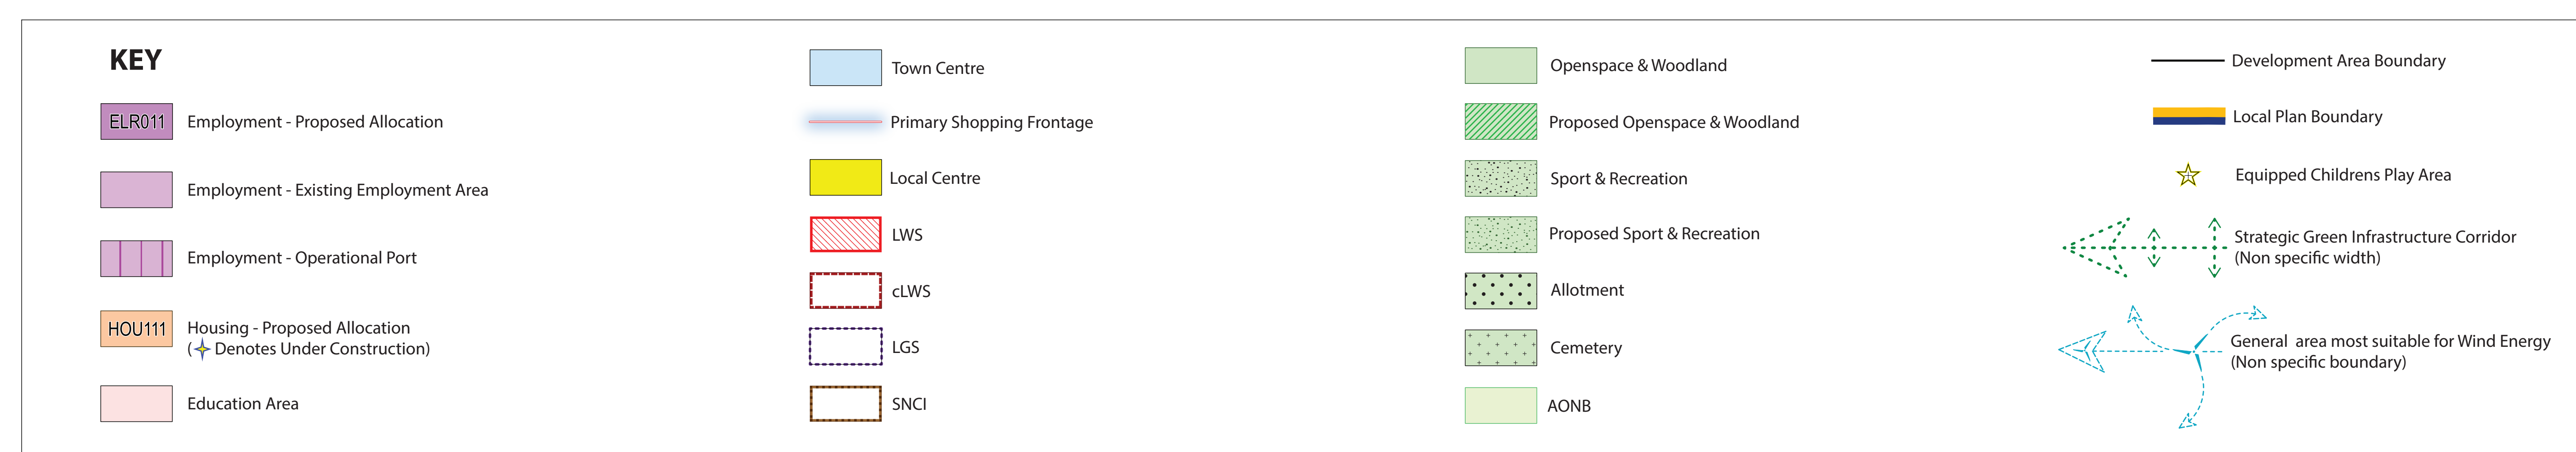 KEY
ELR011 Employment - Proposed Allocation
Employment - Existing Employment Area
Employment - Operational Port
HOU111 Housing - Proposed Allocation
( Denotes Under Construction)
Education Area
Town Centre
Primary Shopping Frontage
Local Centre
LWS
cLWS
LGS
SNCI
Openspace & Woodland
Proposed Openspace & Woodland
Sport & Recreation
Proposed Sport & Recreation
Allotment
Cemetery
AONB
Development Area Boundary
Local Plan Boundary
Equipped Childrens Play Area
Strategic Green Infrastructure Corridor
(Non specific width)
General area most suitable for Wind Energy
(Non specific boundary)